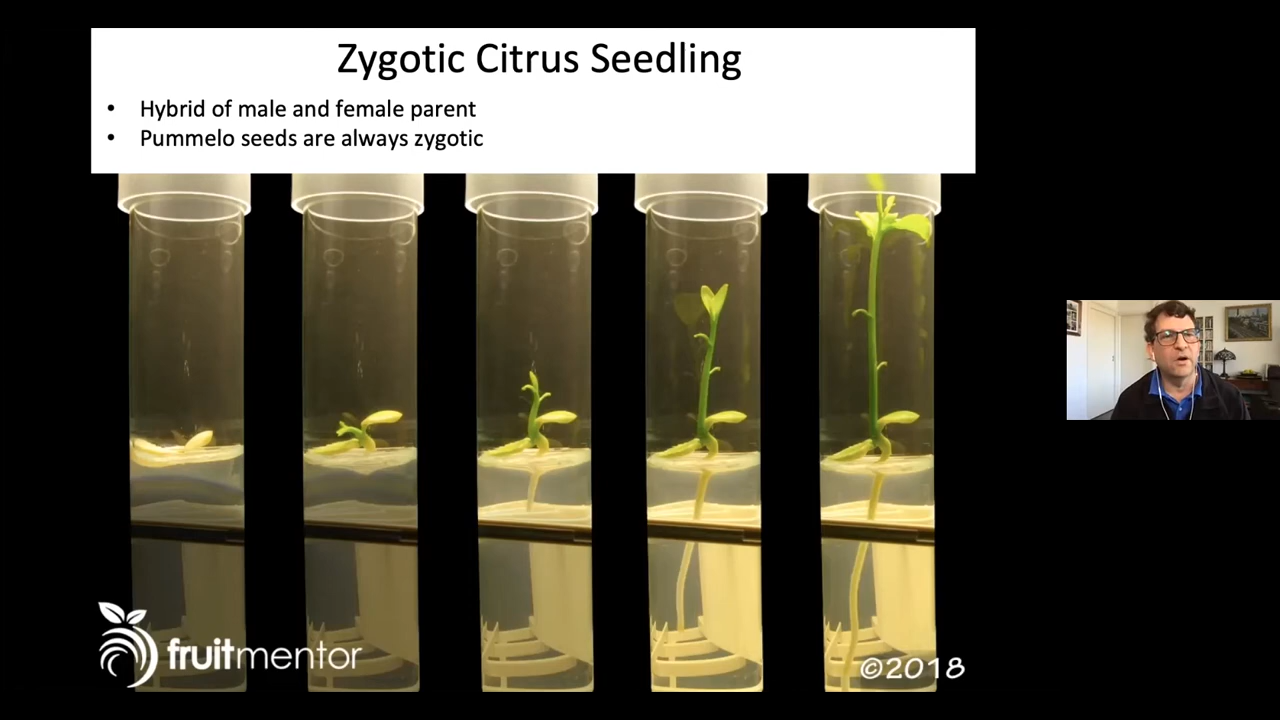 Zygotic Citrus Seedling
• Hybrid of male and female parent
• Pummelo seeds are always zygotic
fruitmentor
©2018